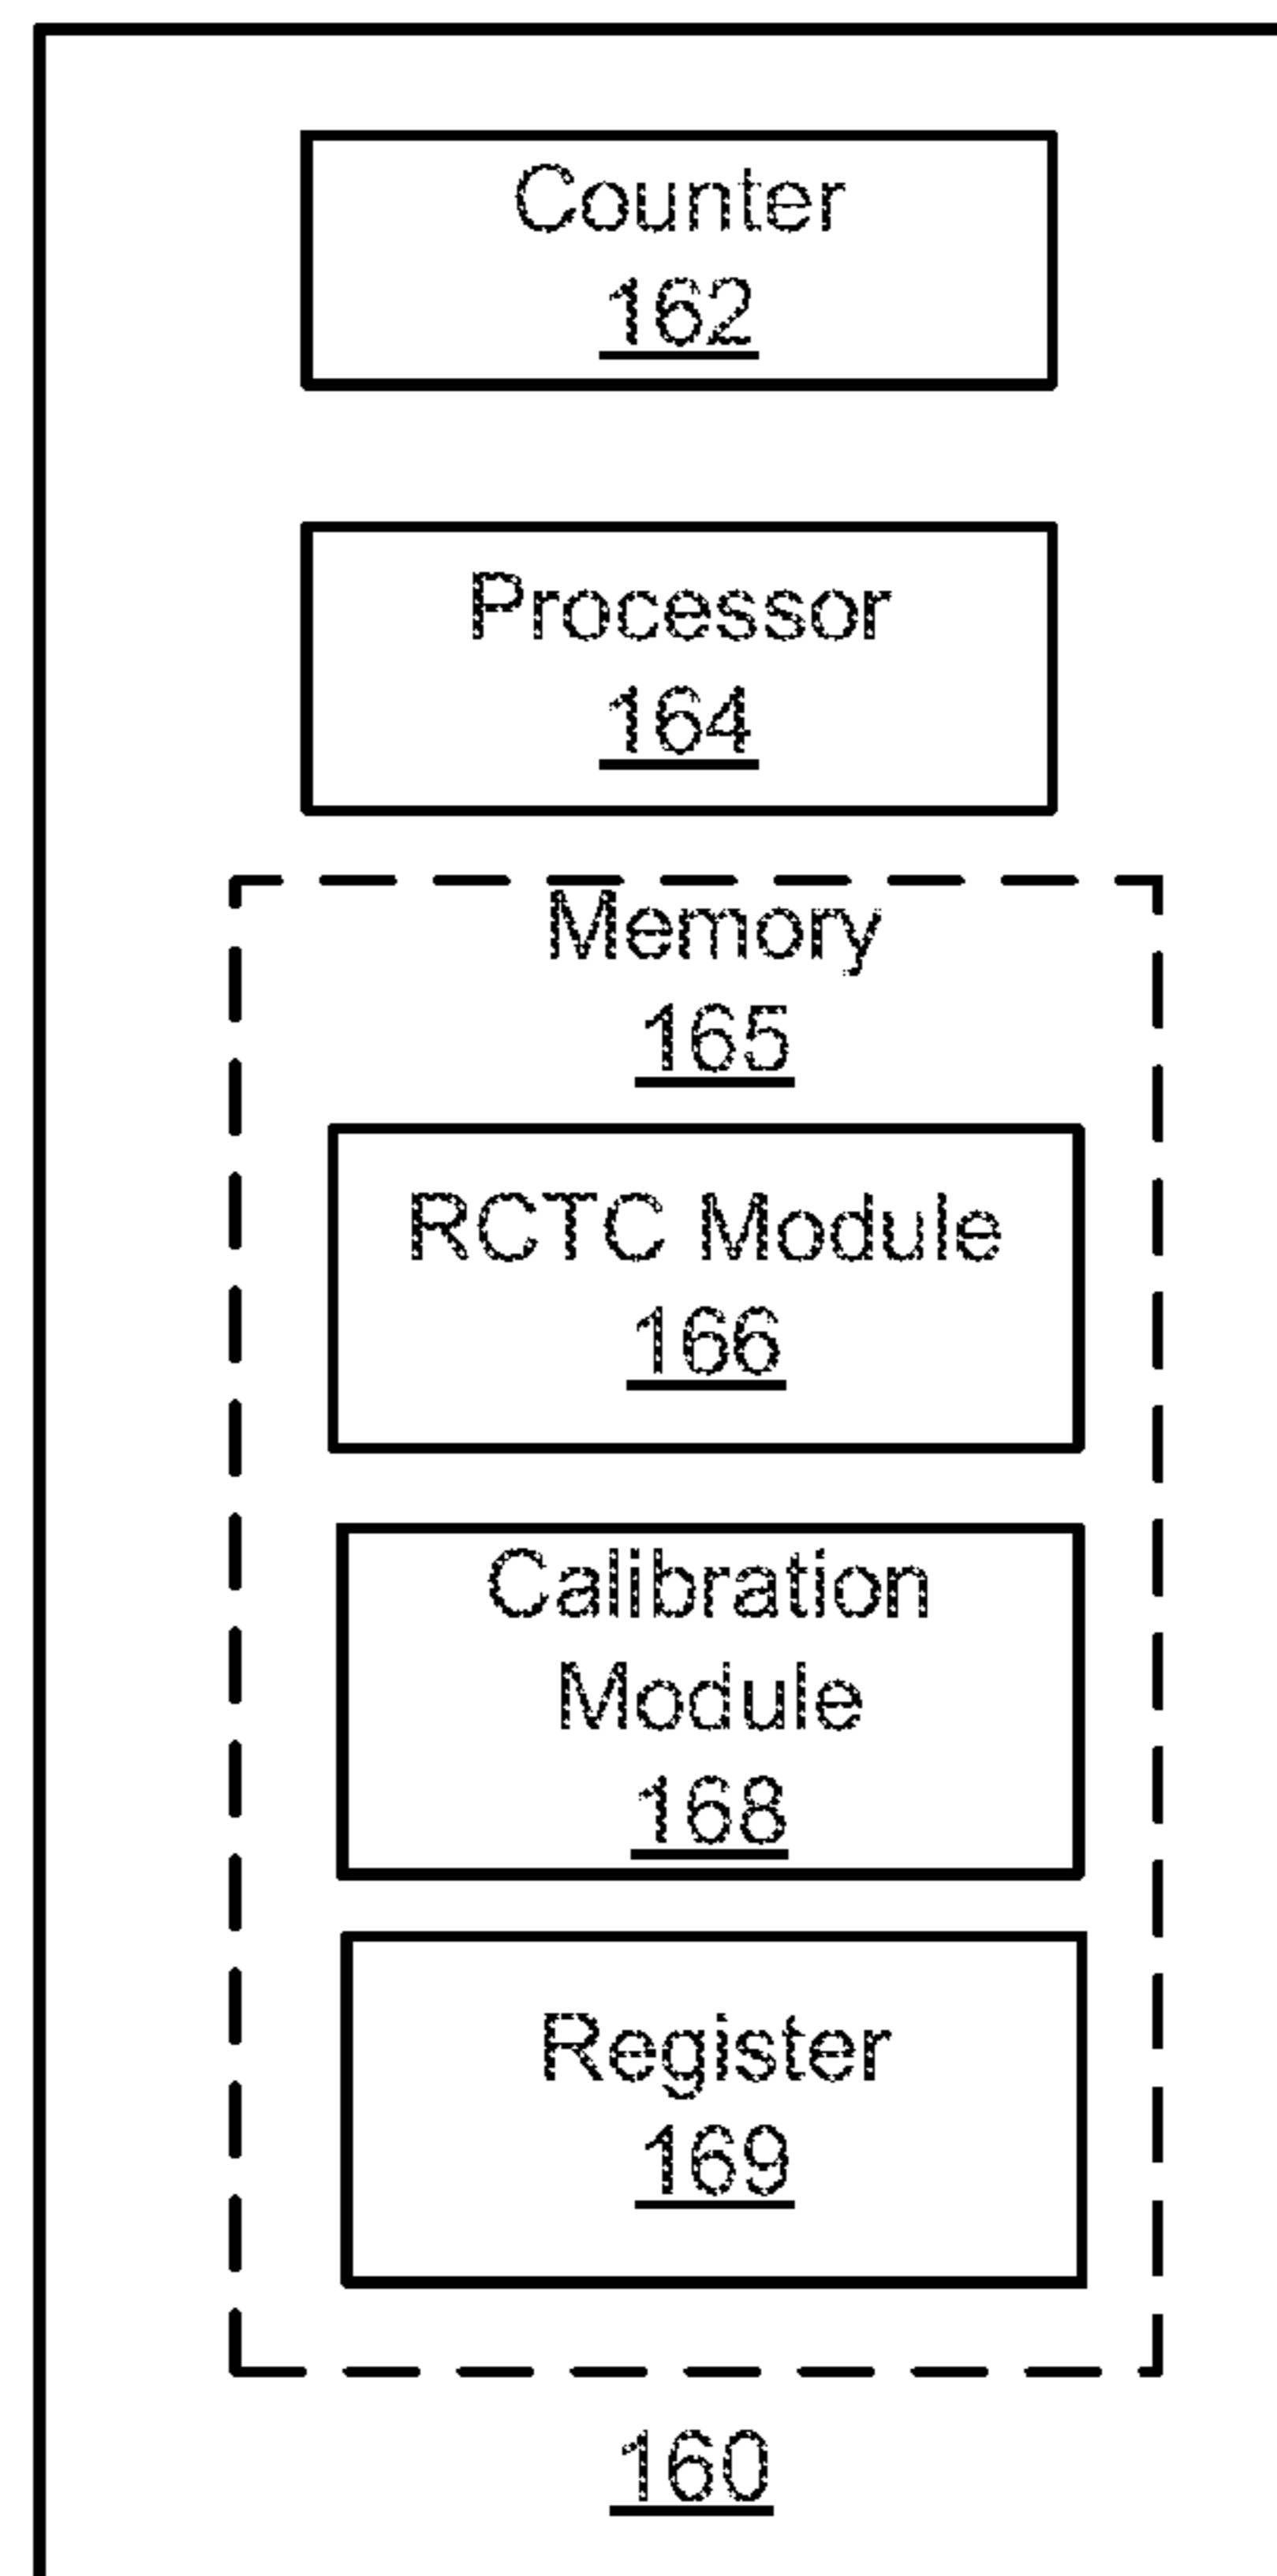 Counter
162
Processor
164
Memory
165
RCTC Module
166
Calibration
Module
168
Register
169
160